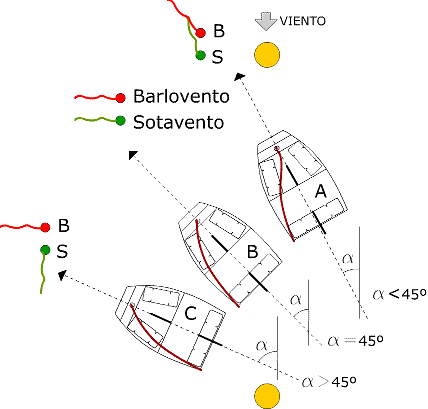 B
VIENTO
S
Barlovento
Sotavento
A
B
B
S
α
α<45º
C
α
α=45º
α
α>45º